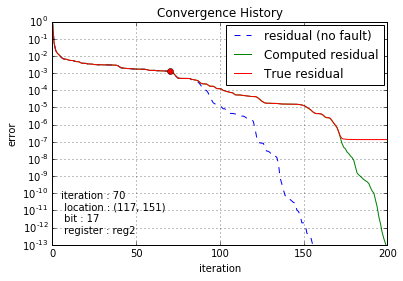 Convergence History
residual (no fault)
Computed residual
True residual
10^0
10^-1
10^-2
10^-3
10^-4
10^-5
10^-6
10^-7
10^-8
10^-9
10^-10
10^-11
10^-12
10^-13
error
iteration : 70
location : (117, 151)
bit : 17
register : reg2
0 50 100 150 200
iteration